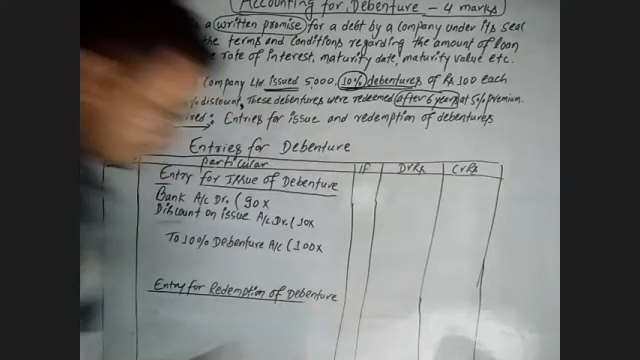 Accounting for Debenture - 4 marks
a written promise for a debt by a company under its seal
the terms and conditions regarding the amount of loan
rate of interest, maturity date, maturity value etc.
Company Ltd issued 5,000, 10% debentures of Rs 100 each
% discount, These debentures were redeemed after 6 years at 5% premium.
: Entries for issue and redemption of debentures
Entries for Debenture
Particular LF Dr Rs Cr Rs
Entry for Issue of Debenture
Bank A/c Dr. (90x
Discount on issue A/c Dr. (10x
To 10% Debenture A/c (100x
Entry for Redemption of Debenture